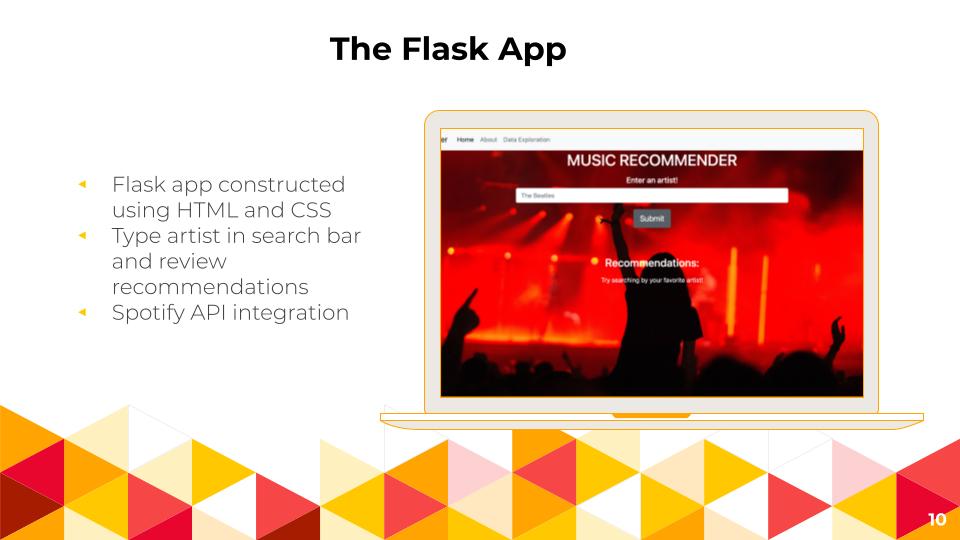 The Flask App
Flask app constructed
using HTML and CSS
Type artist in search bar
and review
recommendations
Spotify API integration
er Home About Data Exploration
MUSIC RECOMMENDER
Enter an artist!
The Beatles
Submit
Recommendations:
Try searching by your favorite artist!
10